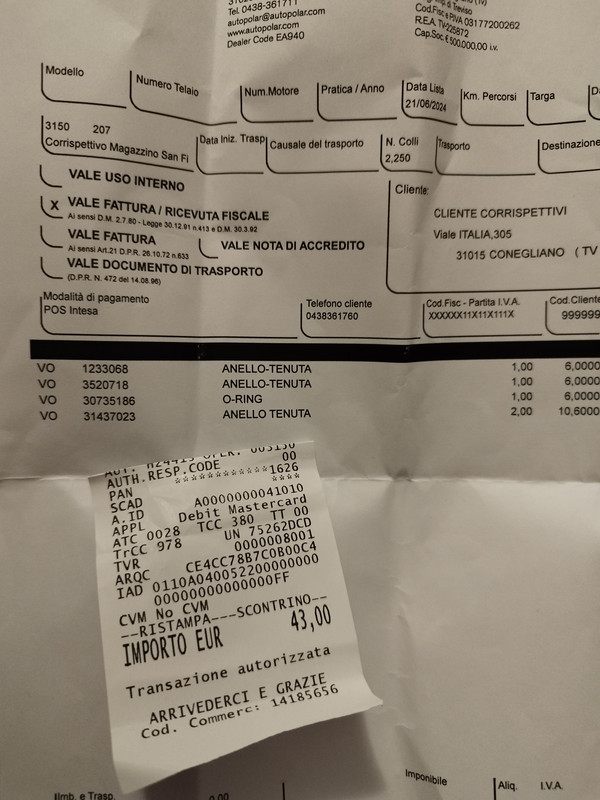 Tel. 0438-361711
autopolar@autopolar.com
www.autopolar.com
Dealer Code EA940
di Treviso
Cod.Fisc e P.IVA 03177200262
R.E.A. TV-225872
Cap.Soc € 500.000,00 i.v.
Modello
Numero Telaio
Num.Motore
Pratica / Anno
Data Lista
21/06/2024
Km. Percorsi
Targa
3150 207
Corrispettivo Magazzino San Fi
Data Iniz. Trasp
Causale del trasporto
N. Colli
2,250
Trasporto
Destinazione
VALE USO INTERNO
X VALE FATTURA / RICEVUTA FISCALE
Ai sensi D.M. 2.7.80 - Legge 30.12.91 n.413 e D.M. 30.3.92
VALE FATTURA
Ai sensi Art.21 D.P.R. 26.10.72 n.633
VALE NOTA DI ACCREDITO
VALE DOCUMENTO DI TRASPORTO
(D.P.R. N. 472 del 14.08.96)
Cliente:
CLIENTE CORRISPETTIVI
Viale ITALIA,305
31015 CONEGLIANO ( TV
Modalità di pagamento
POS Intesa
Telefono cliente
0438361760
Cod.Fisc - Partita I.V.A.
XXXXXX11X11X111X
Cod.Cliente
999999
VO 1233068 ANELLO-TENUTA 1,00 6,0000
VO 3520718 ANELLO-TENUTA 1,00 6,0000
VO 30735186 O-RING 1,00 6,0000
VO 31437023 ANELLO TENUTA 2,00 10,6000
AUTH.RESP.CODE 00
PAN ************1626
SCAD ****
A.ID A0000000041010
APPL Debit Mastercard
ATC 0028 TCC 380 TT 00
TrCC 978 UN 75262DCD
TVR 0000008001
ARQC CE4CC78B7C0B00C4
IAD 0110A040052200000000
00000000000000FF
CVM No CVM
--RISTAMPA---SCONTRINO--
IMPORTO EUR 43,00
Transazione autorizzata
ARRIVEDERCI E GRAZIE
Cod. Commerc: 14185656
Imb. e Trasp.
0,00
Imponibile
Aliq.
I.V.A.